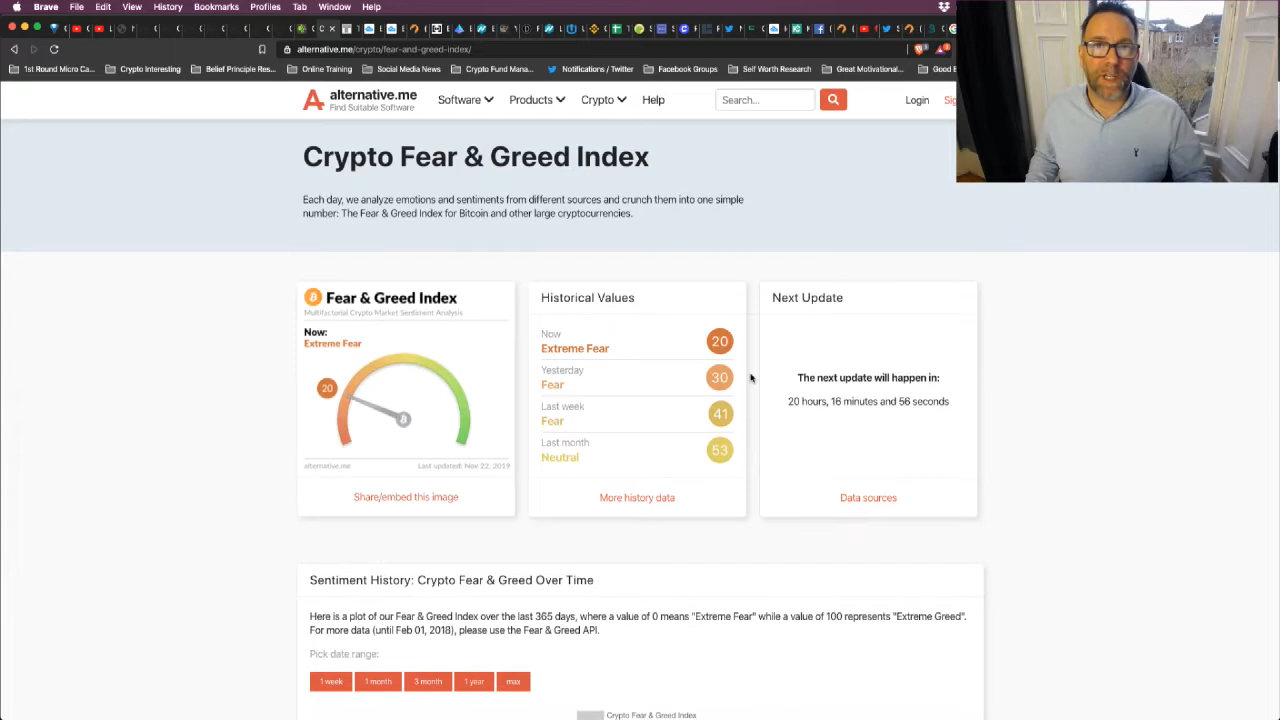 Brave File Edit View History Bookmarks Profiles Tab Window Help
alternative.me/crypto/fear-and-greed-index/
1st Round Micro Ca... Crypto Interesting Belief Principle Res... Online Training Social Media News Crypto Fund Mana... Notifications / Twitter Facebook Groups Self Worth Research Great Motivational...
alternative.me
Find Suitable Software
Software Products Crypto Help Search... Login
Crypto Fear & Greed Index
Each day, we analyze emotions and sentiments from different sources and crunch them into one simple
number: The Fear & Greed Index for Bitcoin and other large cryptocurrencies.
Fear & Greed Index
Multifactorial Crypto Market Sentiment Analysis
Now:
Extreme Fear
20
alternative.me Last updated: Nov 22, 2019
Share/embed this image
Historical Values
Now
Extreme Fear 20
Yesterday
Fear 30
Last week
Fear 41
Last month
Neutral 53
More history data
Next Update
The next update will happen in:
20 hours, 16 minutes and 56 seconds
Data sources
Sentiment History: Crypto Fear & Greed Over Time
Here is a plot of our Fear & Greed Index over the last 365 days, where a value of 0 means "Extreme Fear" while a value of 100 represents "Extreme Greed".
For more data (until Feb 01, 2018), please use the Fear & Greed API.
Pick date range:
1 week 1 month 3 month 1 year max
Crypto Fear & Greed Index